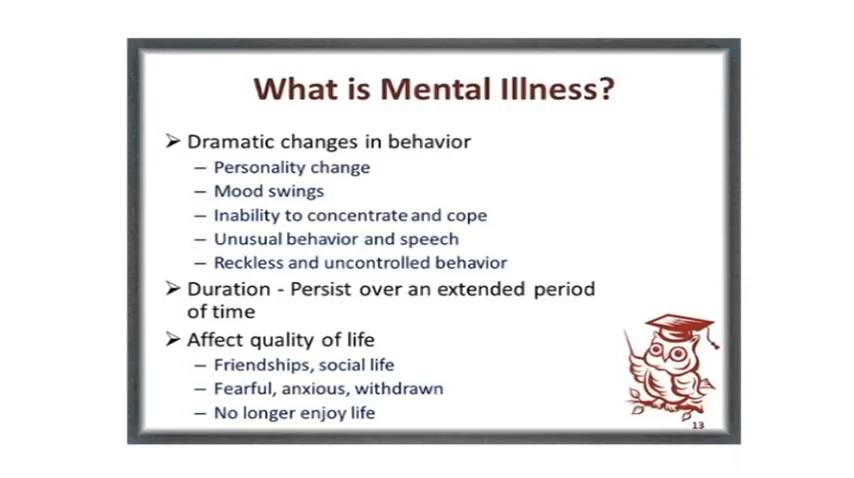 What is Mental Illness?
➢ Dramatic changes in behavior
– Personality change
– Mood swings
– Inability to concentrate and cope
– Unusual behavior and speech
– Reckless and uncontrolled behavior
➢ Duration - Persist over an extended period
of time
➢ Affect quality of life
– Friendships, social life
– Fearful, anxious, withdrawn
– No longer enjoy life
13